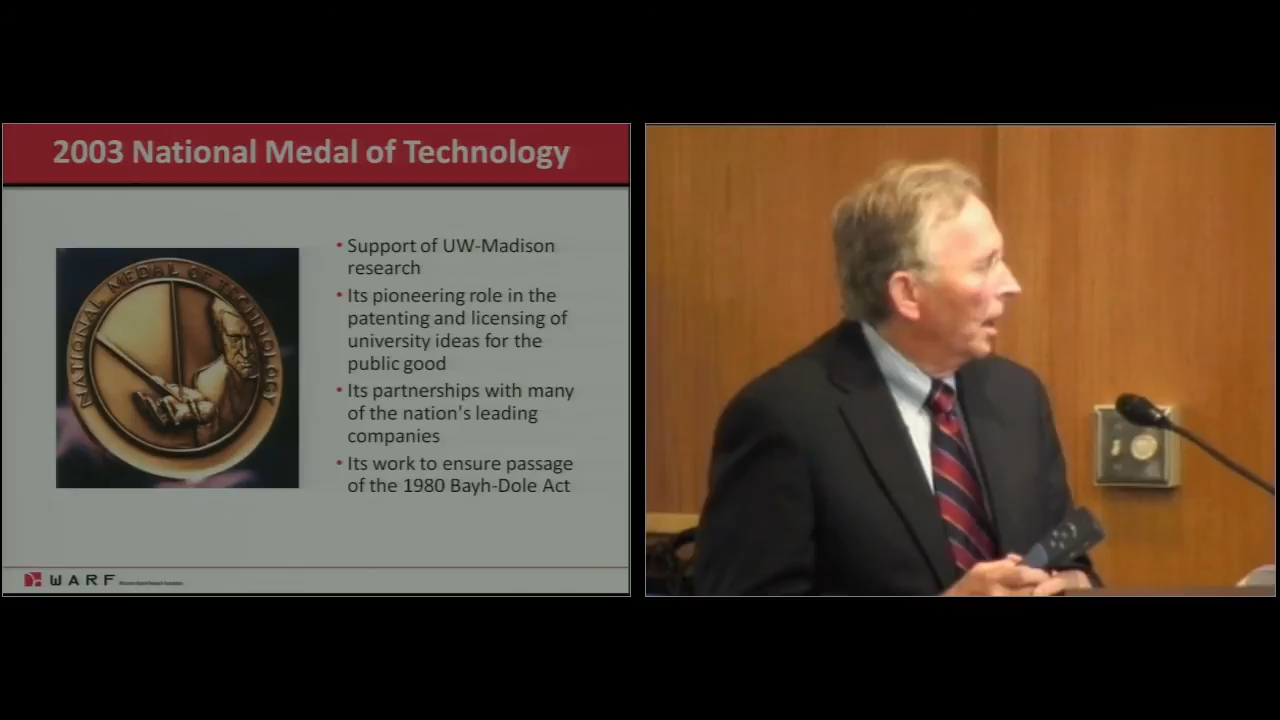 2003 National Medal of Technology
NATIONAL MEDAL OF TECHNOLOGY
• Support of UW-Madison
research
• Its pioneering role in the
patenting and licensing of
university ideas for the
public good
• Its partnerships with many
of the nation's leading
companies
• Its work to ensure passage
of the 1980 Bayh-Dole Act
WARF